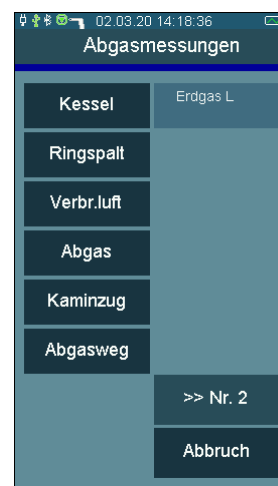 02.03.20 14:18:36
Abgasmessungen
Kessel
Erdgas L
Ringspalt
Verbr.luft
Abgas
Kaminzug
Abgasweg
>> Nr. 2
Abbruch